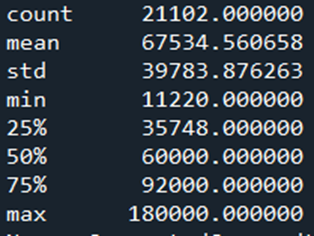 count 21102.000000
mean 67534.560658
std 39783.876263
min 11220.000000
25% 35748.000000
50% 60000.000000
75% 92000.000000
max 180000.000000